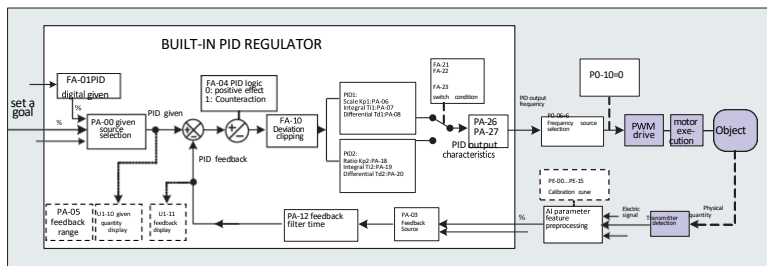 BUILT-IN PID REGULATOR
FA-01PID
digital given
set a
goal
%
%
PA-00 given
source
selection
PID given
FA-04 PID logic
0: positive effect
1: Counteraction
FA-10
Deviation
clipping
PID1:
Scale Kp1:PA-06
Integral Ti1:PA-07
Differential Td1:PA-08
PID2:
Ratio Kp2:PA-18
Integral Ti2:PA-19
Differential Td2:PA-20
FA-21
FA-22
FA-23
switch condition
PA-26
PA-27
PID output
characteristics
PID output
frequency
P0-10=0
P0-06=6
Frequency source
selection
PWM
drive
motor
exe-
cution
Object
PID feedback
PA-05
feedback
range
U1-10 given
quantity
display
U1-11
feedback
display
PA-12 feedback
filter time
PA-03
Feedback
Source
%
PE-00...PE-15
Calibration curve
AI parameter
feature
preprocessing
Electric
signal
Transmitter
detection
Physical
quantity